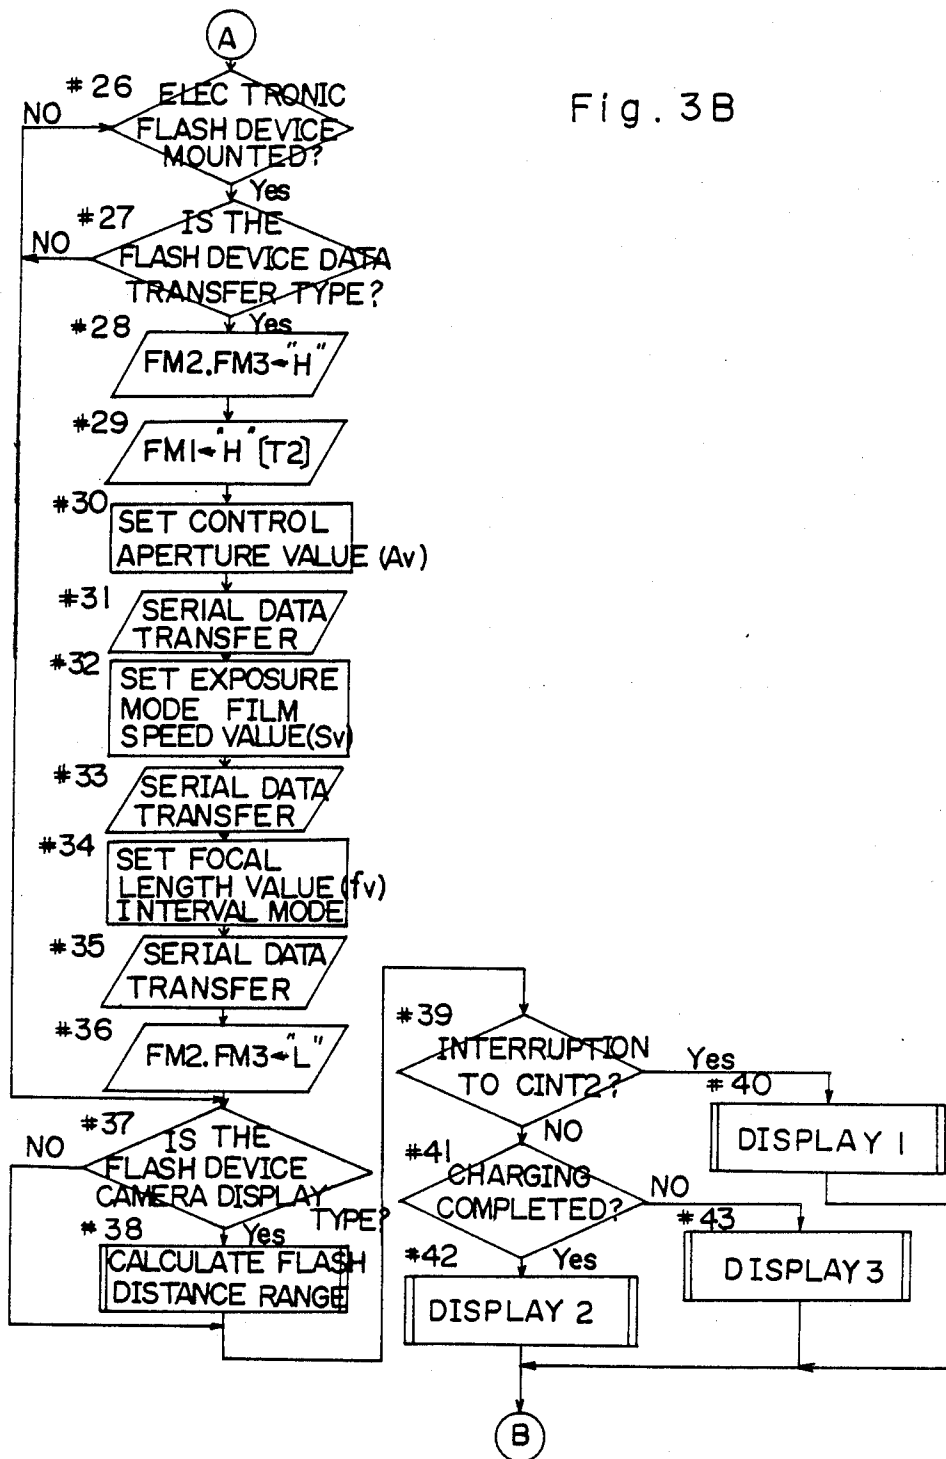 A
#26
ELEC TRONIC
FLASH DEVICE
MOUNTED?
NO
Yes
Fig. 3B
#27
IS THE
FLASH DEVICE DATA
TRANSFER TYPE?
NO
Yes
#28
FM2.FM3←"H"
#29
FM1←"H"[T2]
#30
SET CONTROL
APERTURE VALUE (Av)
#31
SERIAL DATA
TRANSFER
#32
SET EXPOSURE
MODE FILM
SPEED VALUE(Sv)
#33
SERIAL DATA
TRANSFER
#34
SET FOCAL
LENGTH VALUE(fv)
INTERVAL MODE
#35
SERIAL DATA
TRANSFER
#36
FM2.FM3←"L"
#37
IS THE
FLASH DEVICE
CAMERA DISPLAY
TYPE?
NO
Yes
#38
CALCULATE FLASH
DISTANCE RANGE
#39
INTERRUPTION
TO CINT2?
Yes
NO
#40
DISPLAY 1
#41
CHARGING
COMPLETED?
NO
Yes
#42
DISPLAY 2
#43
DISPLAY 3
B